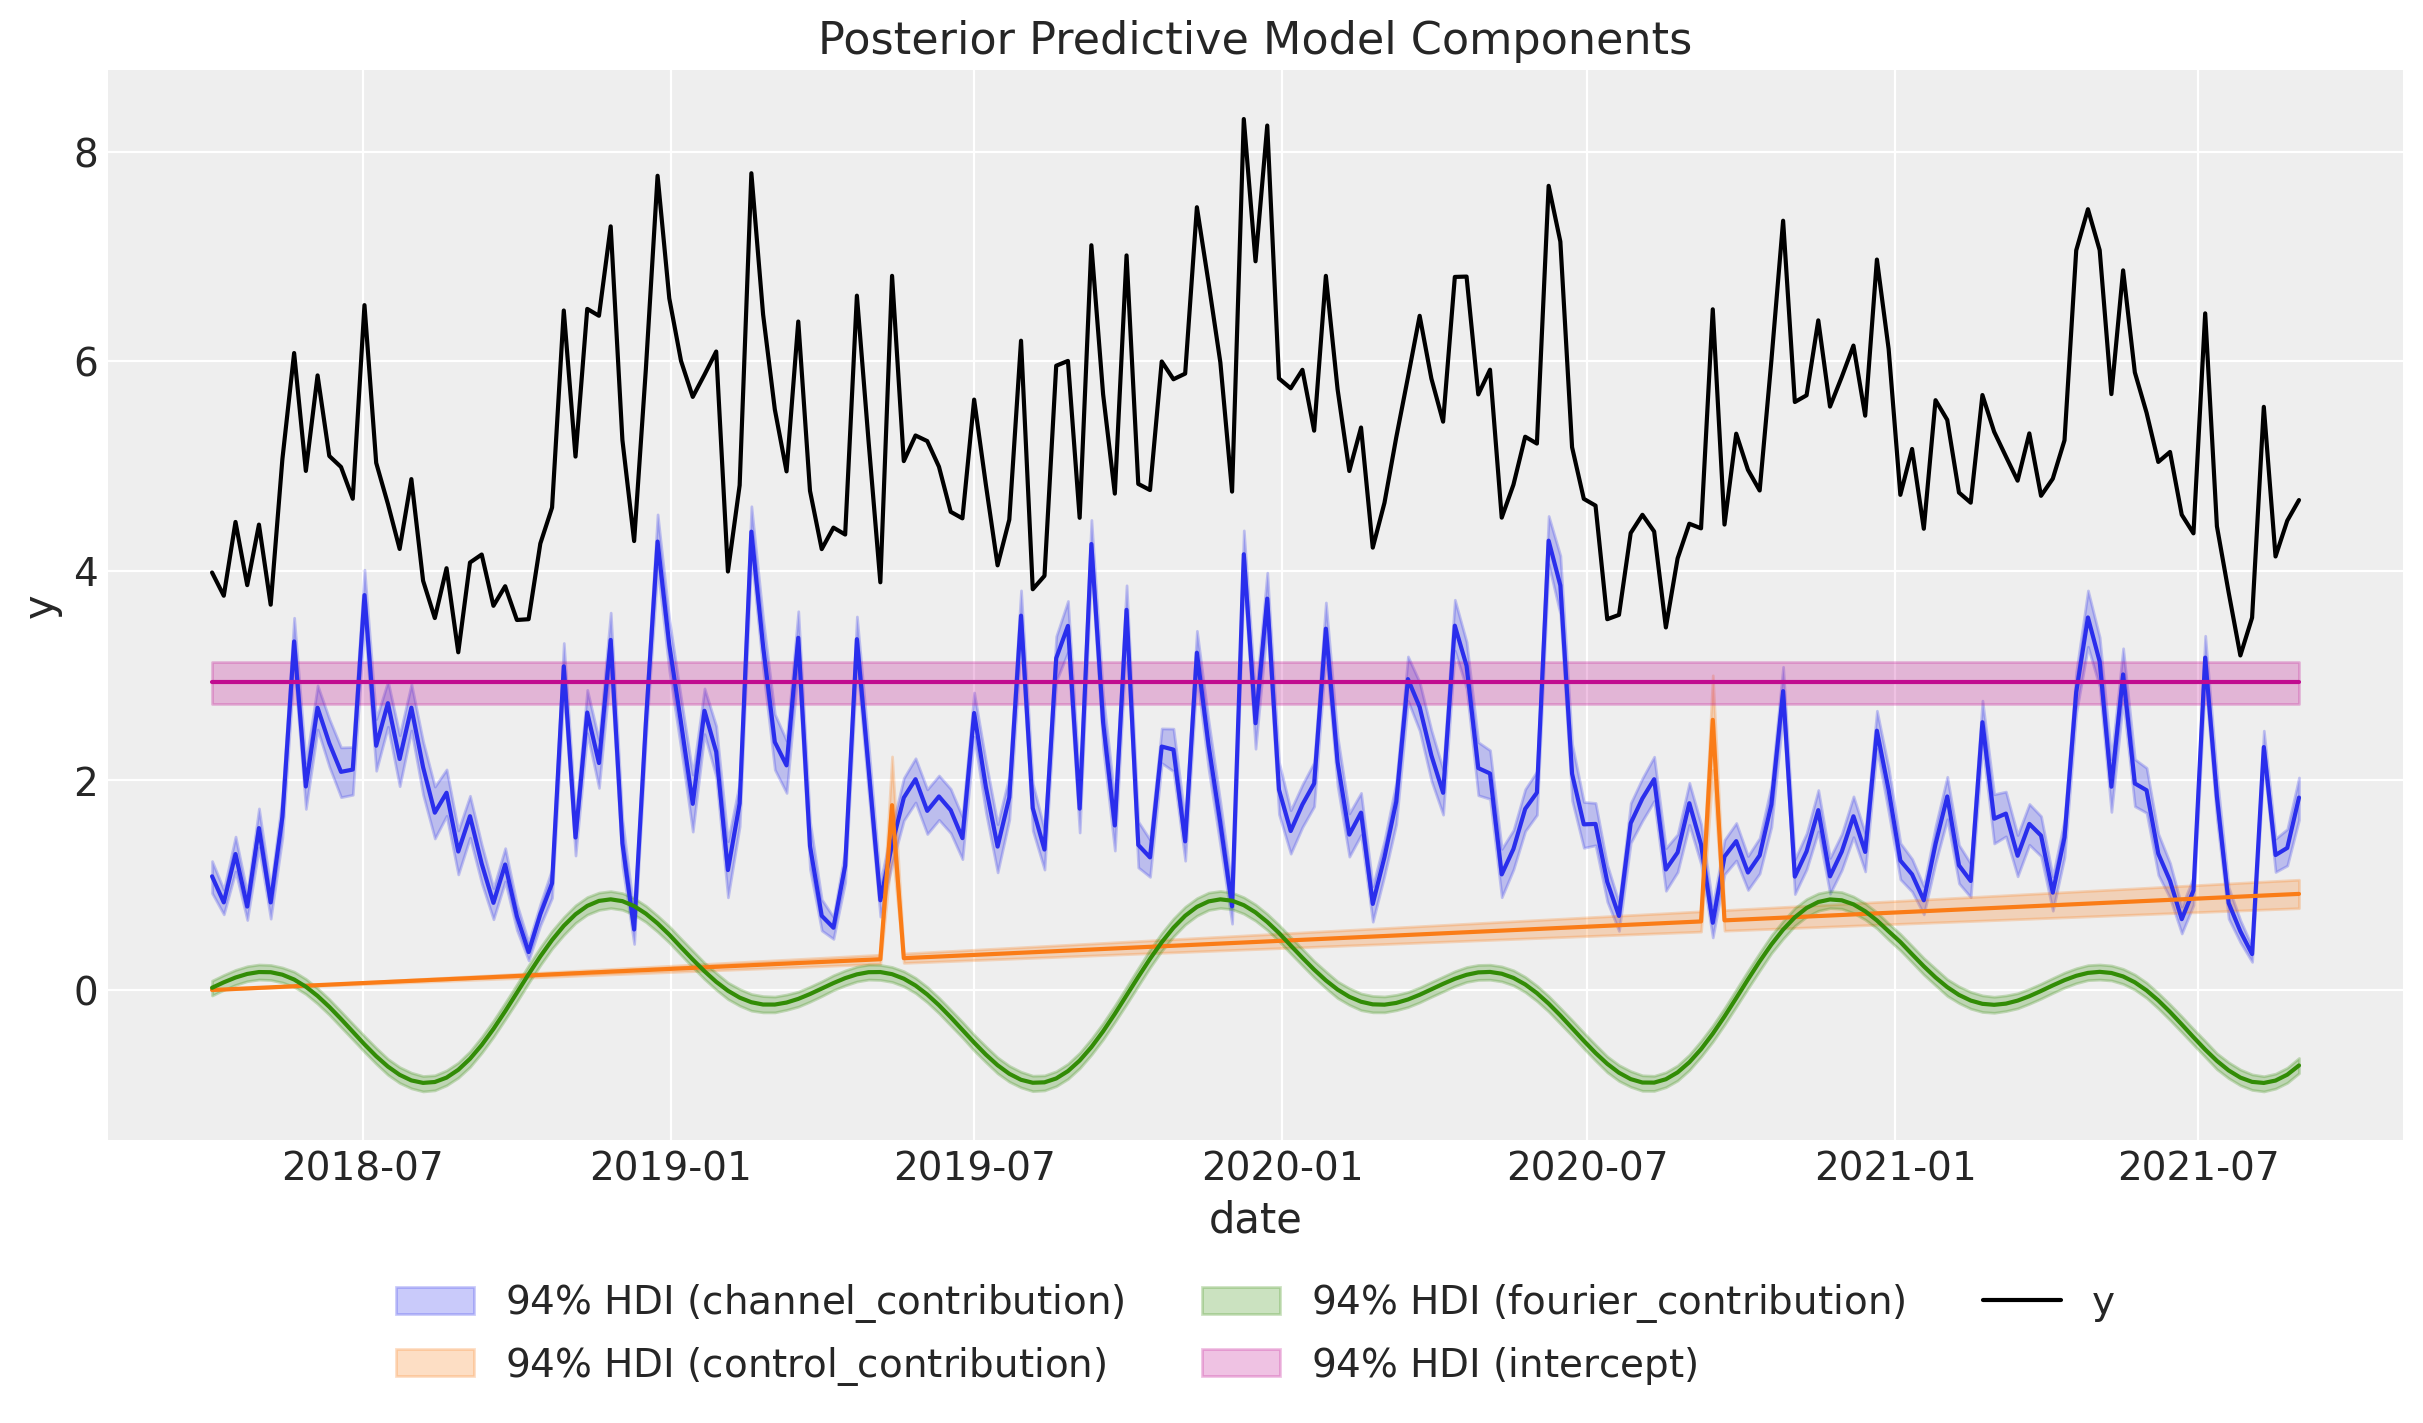 Posterior Predictive Model Components
8
6
4
2
0
y
2018-07 2019-01 2019-07 2020-01 2020-07 2021-01 2021-07
date
94% HDI (channel_contribution) 94% HDI (fourier_contribution) y
94% HDI (control_contribution) 94% HDI (intercept)